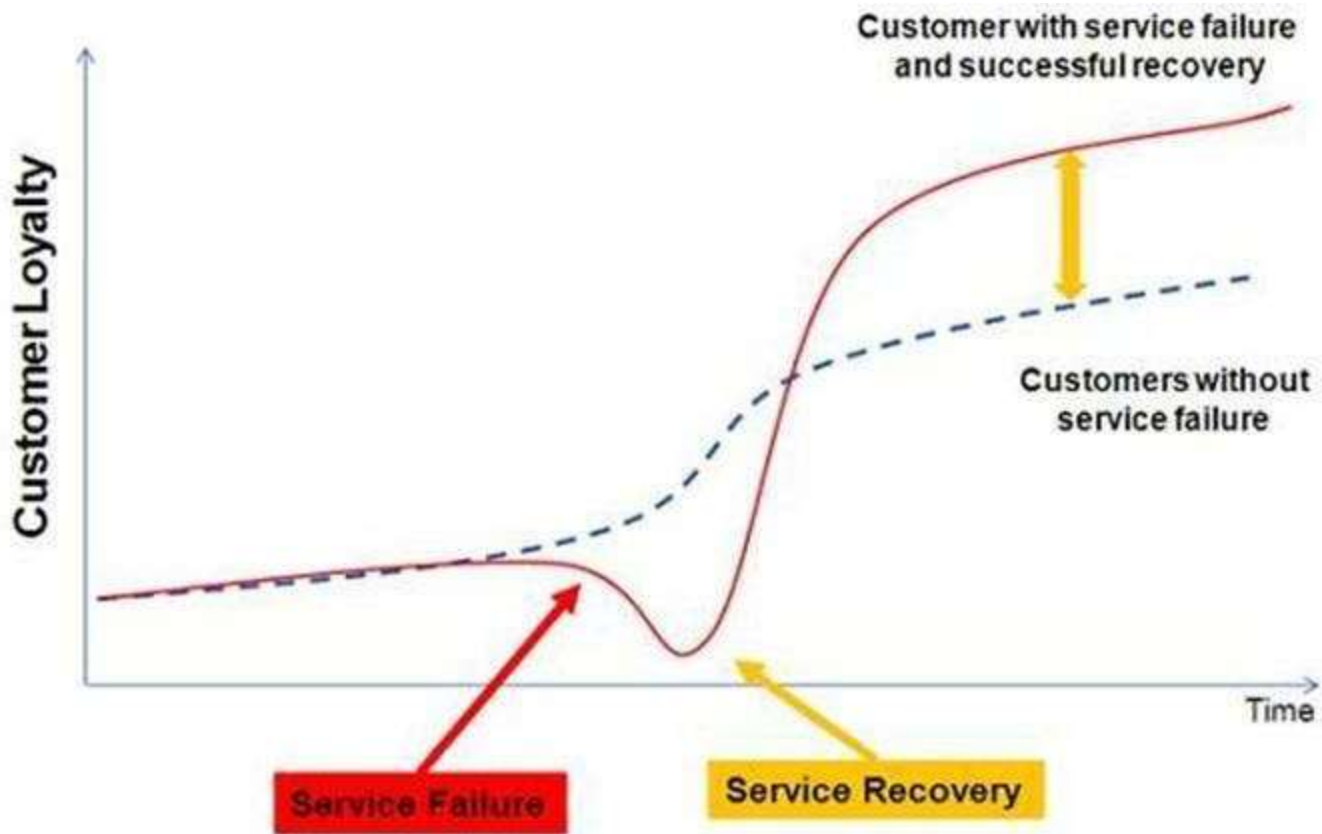 Customer with service failure
and successful recovery
Customer Loyalty
Customers without
service failure
Time
Service Failure
Service Recovery